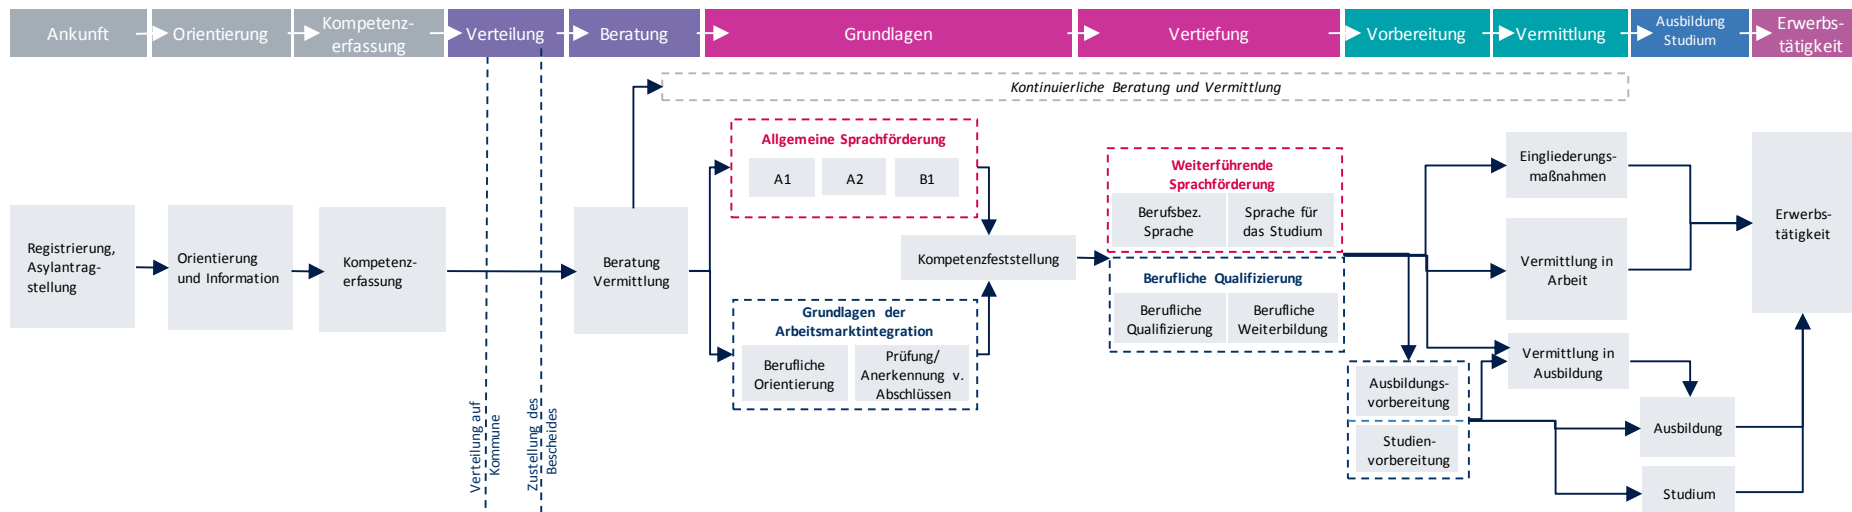 Ankunft
Orientierung
Kompetenz-
erfassung
Verteilung
Beratung
Grundlagen
Vertiefung
Vorbereitung
Vermittlung
Ausbildung
Studium
Erwerbs-
tätigkeit
Kontinuierliche Beratung und Vermittlung
Registrierung,
Asylantrag-
stellung
Orientierung
und Information
Kompetenz-
erfassung
Verteilung auf
Kommune
Zustellung des
Bescheides
Beratung
Vermittlung
Allgemeine Sprachförderung
A1
A2
B1
Grundlagen der
Arbeitsmarktintegration
Berufliche
Orientierung
Prüfung/
Anerkennung v.
Abschlüssen
Kompetenzfeststellung
Weiterführende
Sprachförderung
Berufsbez.
Sprache
Sprache für
das Studium
Berufliche Qualifizierung
Berufliche
Qualifizierung
Berufliche
Weiterbildung
Ausbildungs-
vorbereitung
Studien-
vorbereitung
Eingliederungs-
maßnahmen
Vermittlung in
Arbeit
Vermittlung in
Ausbildung
Ausbildung
Studium
Erwerbs-
tätigkeit